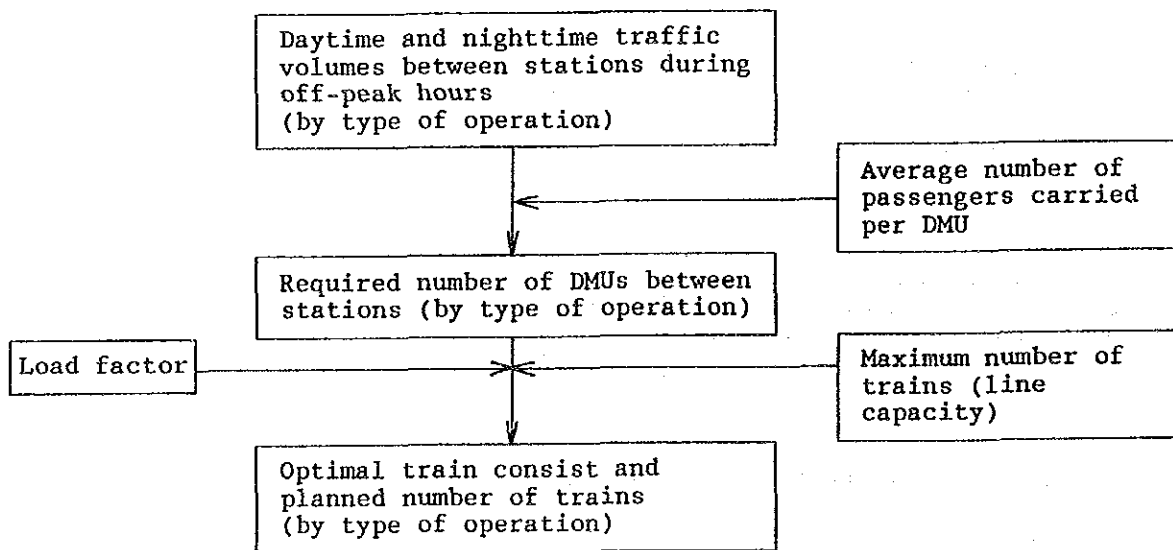 Daytime and nighttime traffic
volumes between stations during
off-peak hours
(by type of operation)
Average number of
passengers carried
per DMU
Required number of DMUs between
stations (by type of operation)
Load factor
Maximum number of
trains (line
capacity)
Optimal train consist and
planned number of trains
(by type of operation)